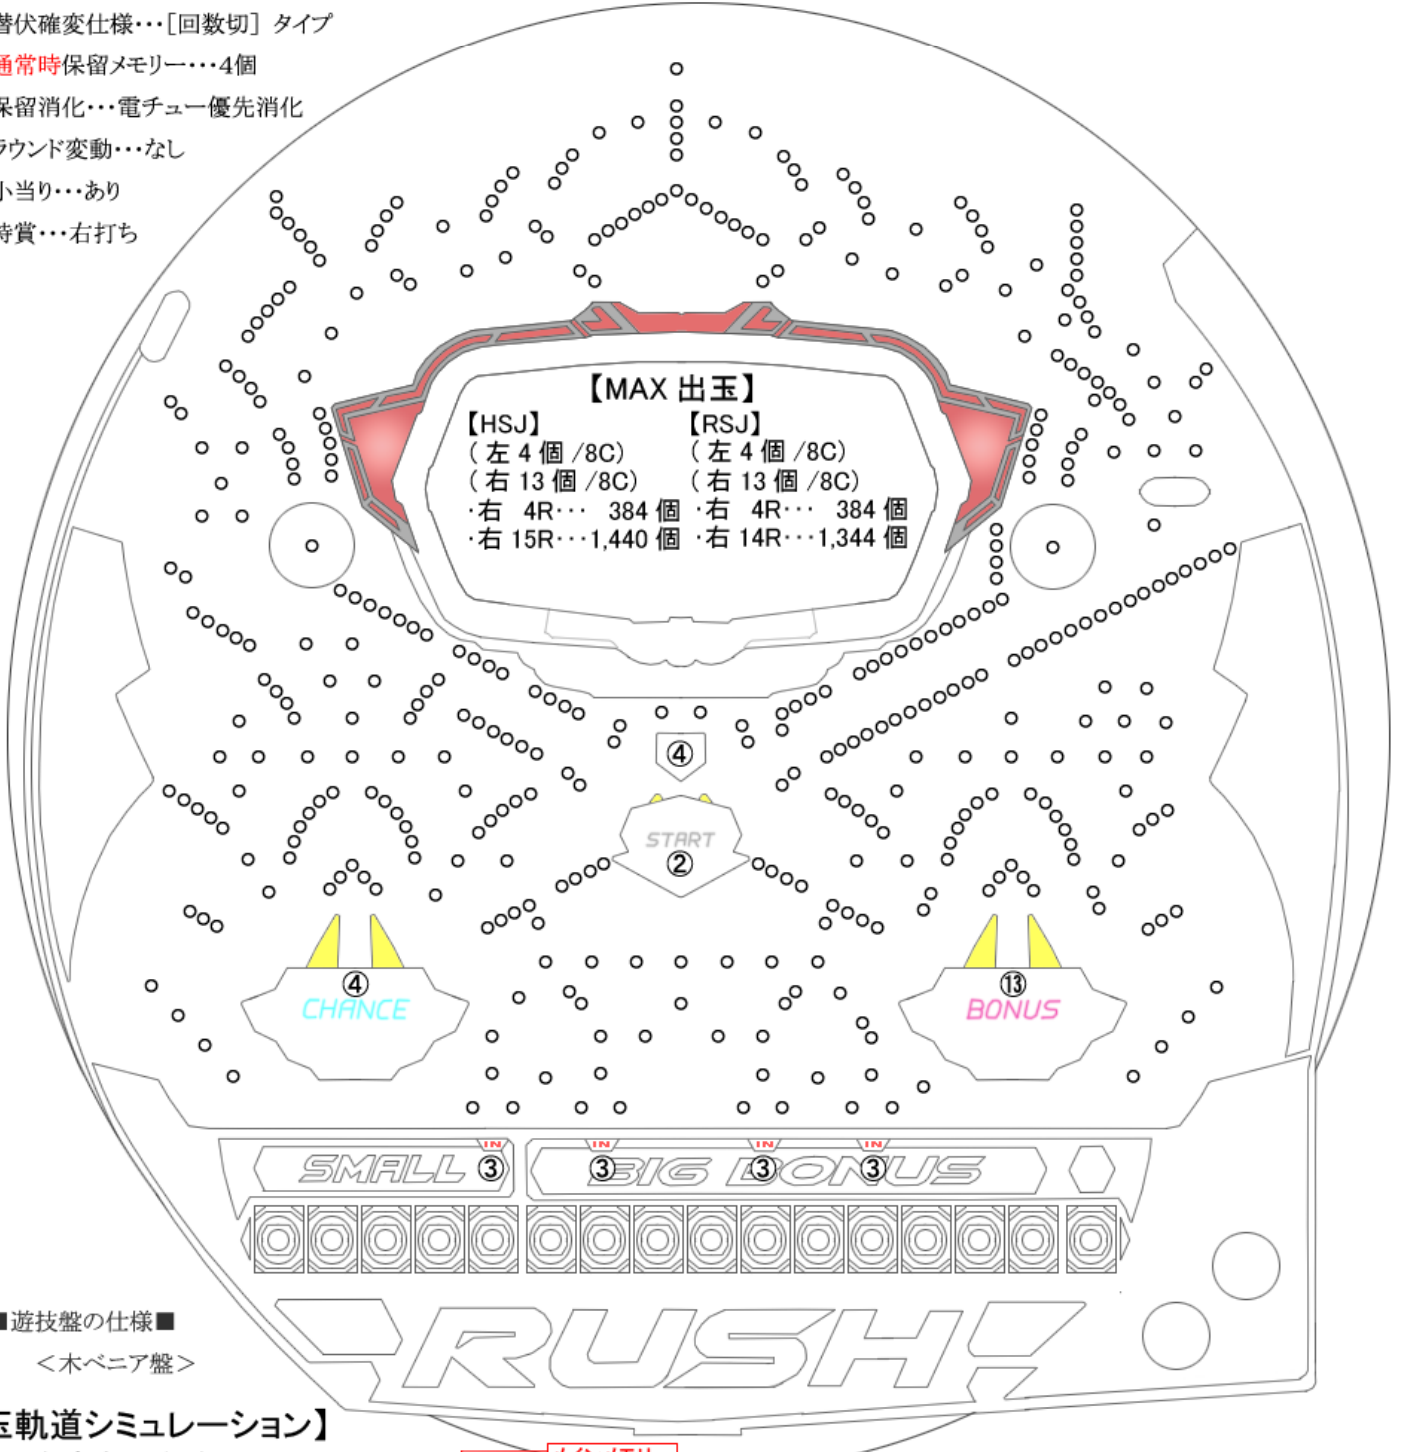 替伏確変仕様･･･［回数切］タイプ
通常時保留メモリー･･･4個
保留消化･･･電チュー優先消化
ラウンド変動･･･なし
小当り･･･あり
特賞･･･右打ち
【MAX 出玉】
【HSJ】 【RSJ】
( 左 4 個 /8C) ( 左 4 個 /8C)
( 右 13 個 /8C) ( 右 13 個 /8C)
･右 4R･･･ 384 個 ･右 4R･･･ 384 個
･右 15R･･･1,440 個 ･右 14R･･･1,344 個
④
START
②
④ ⑬
CHANCE BONUS
IN IN IN IN
SMALL ③ ③ BIG BONUS ③ ③
RUSH!
■遊技盤の仕様■
＜木ベニア盤＞
玉軌道シミュレーション】